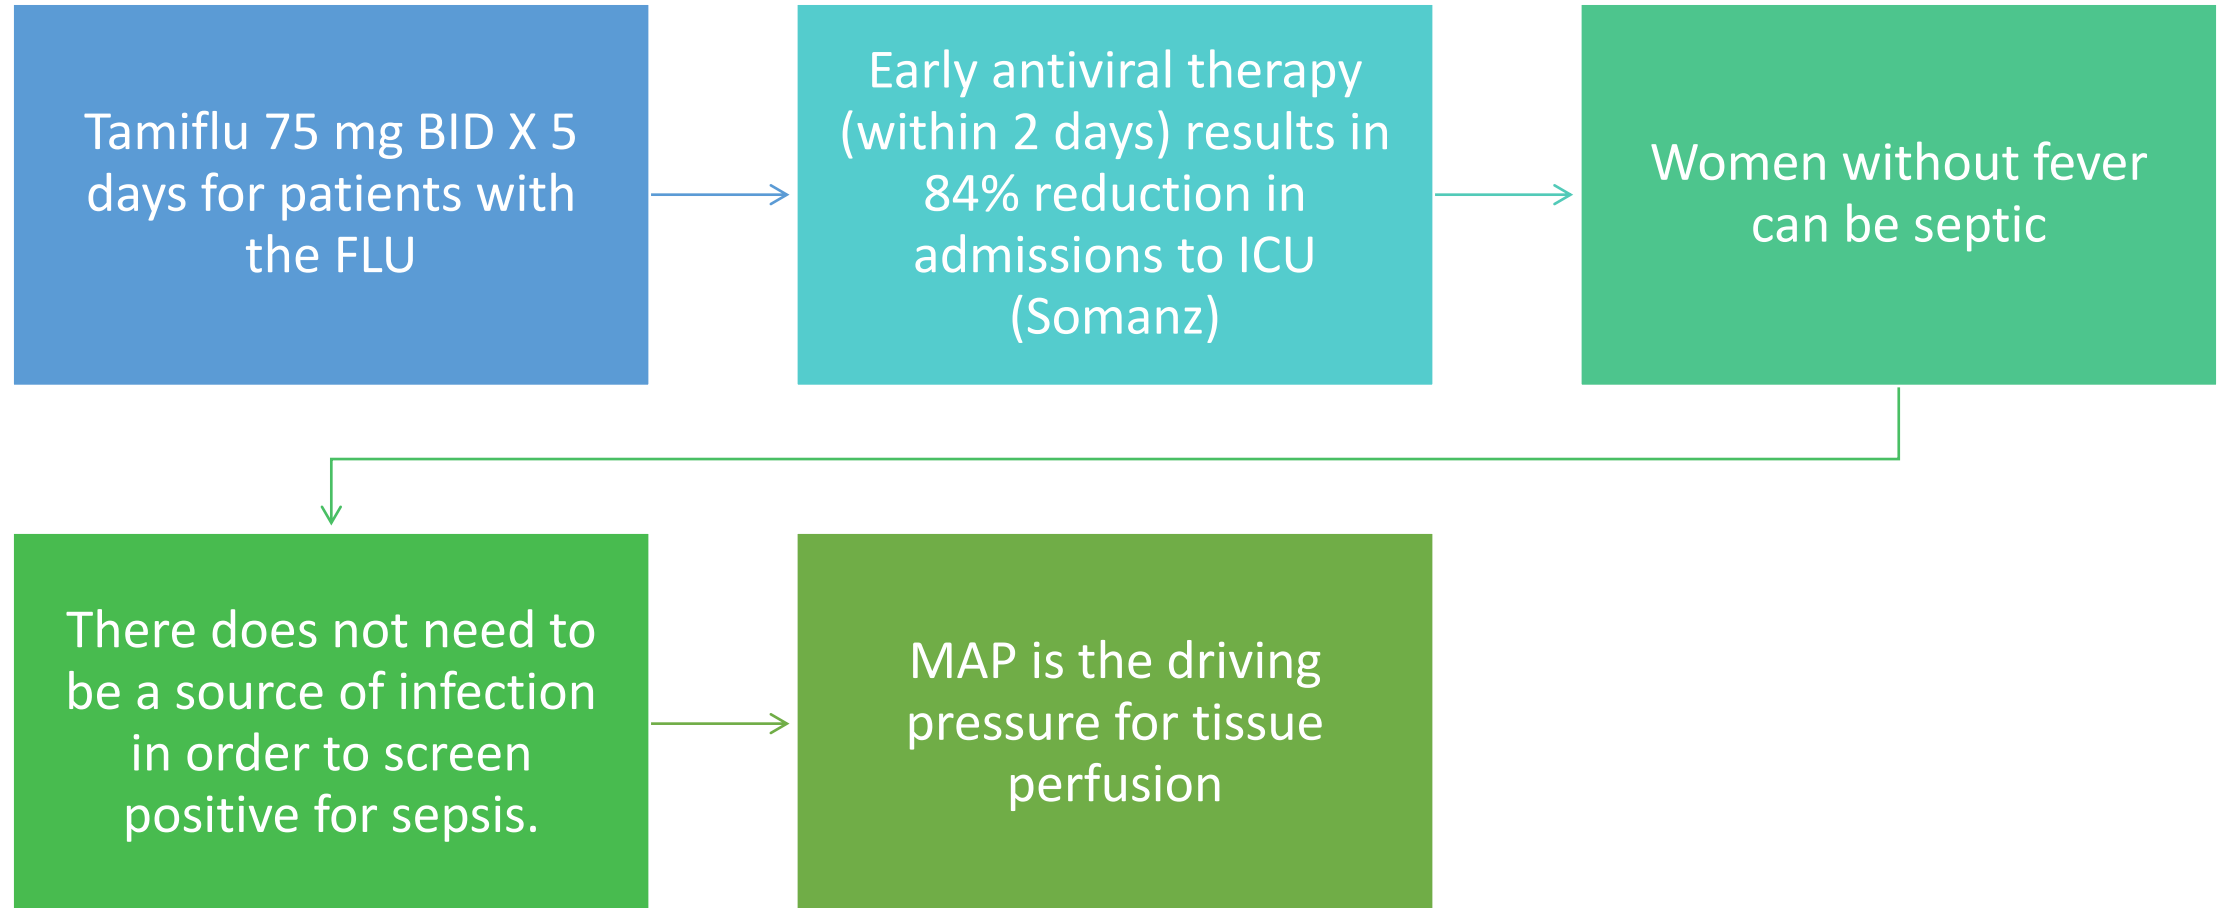 Tamiflu 75 mg BID X 5
days for patients with
the FLU
Early antiviral therapy
(within 2 days) results in
84% reduction in
admissions to ICU
(Somanz)
Women without fever
can be septic
There does not need to
be a source of infection
in order to screen
positive for sepsis.
MAP is the driving
pressure for tissue
perfusion